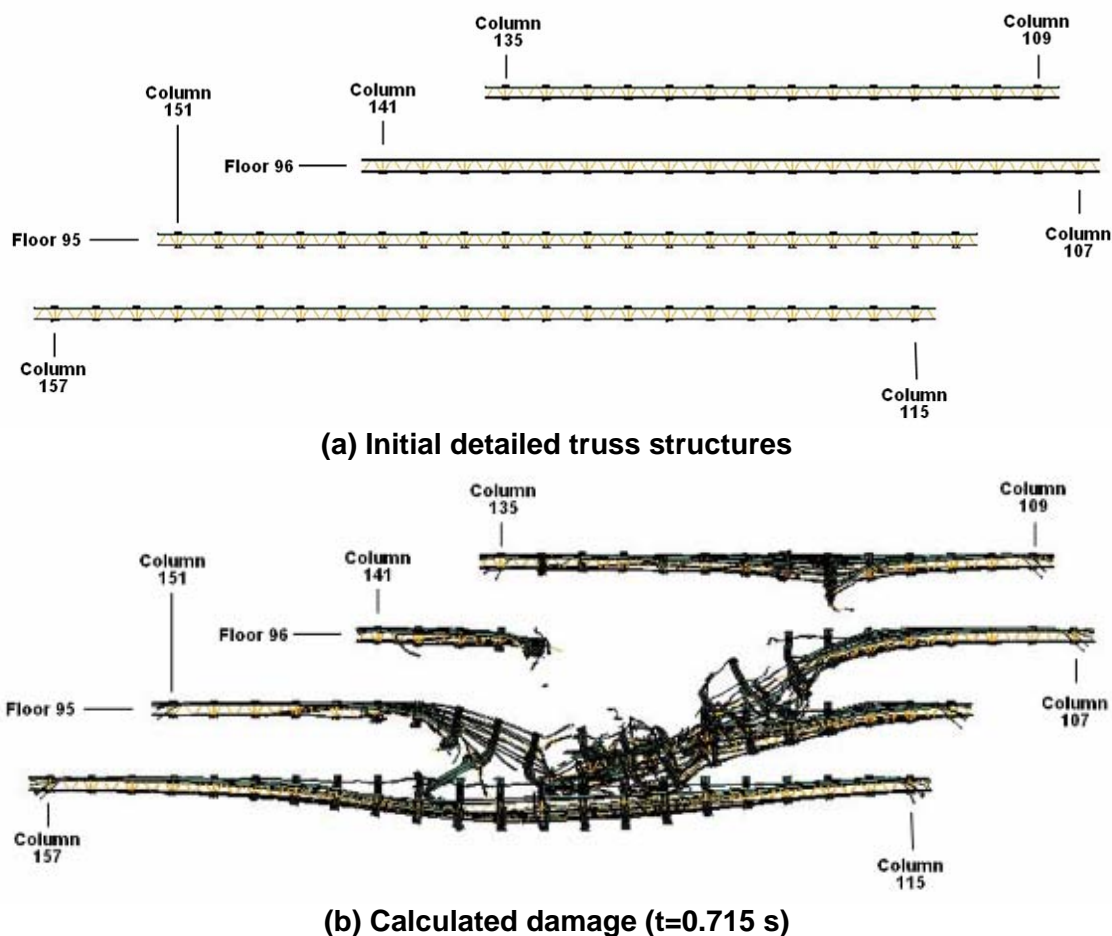 Column
135
Column
109
Column
151
Column
141
Floor 96
Floor 95
Column
107
Column
157
Column
115
(a) Initial detailed truss structures
Column
135
Column
109
Column
151
Column
141
Floor 96
Floor 95
Column
107
Column
157
Column
115
(b) Calculated damage (t=0.715 s)